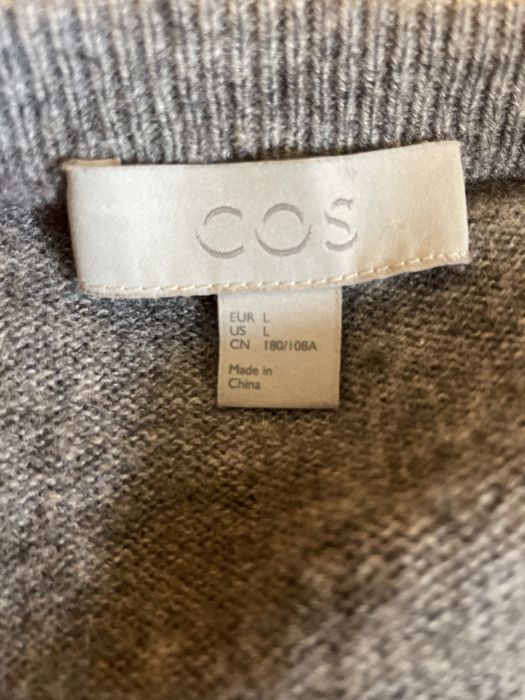 COS
EUR L
US L
CN 180/108A
Made in
China